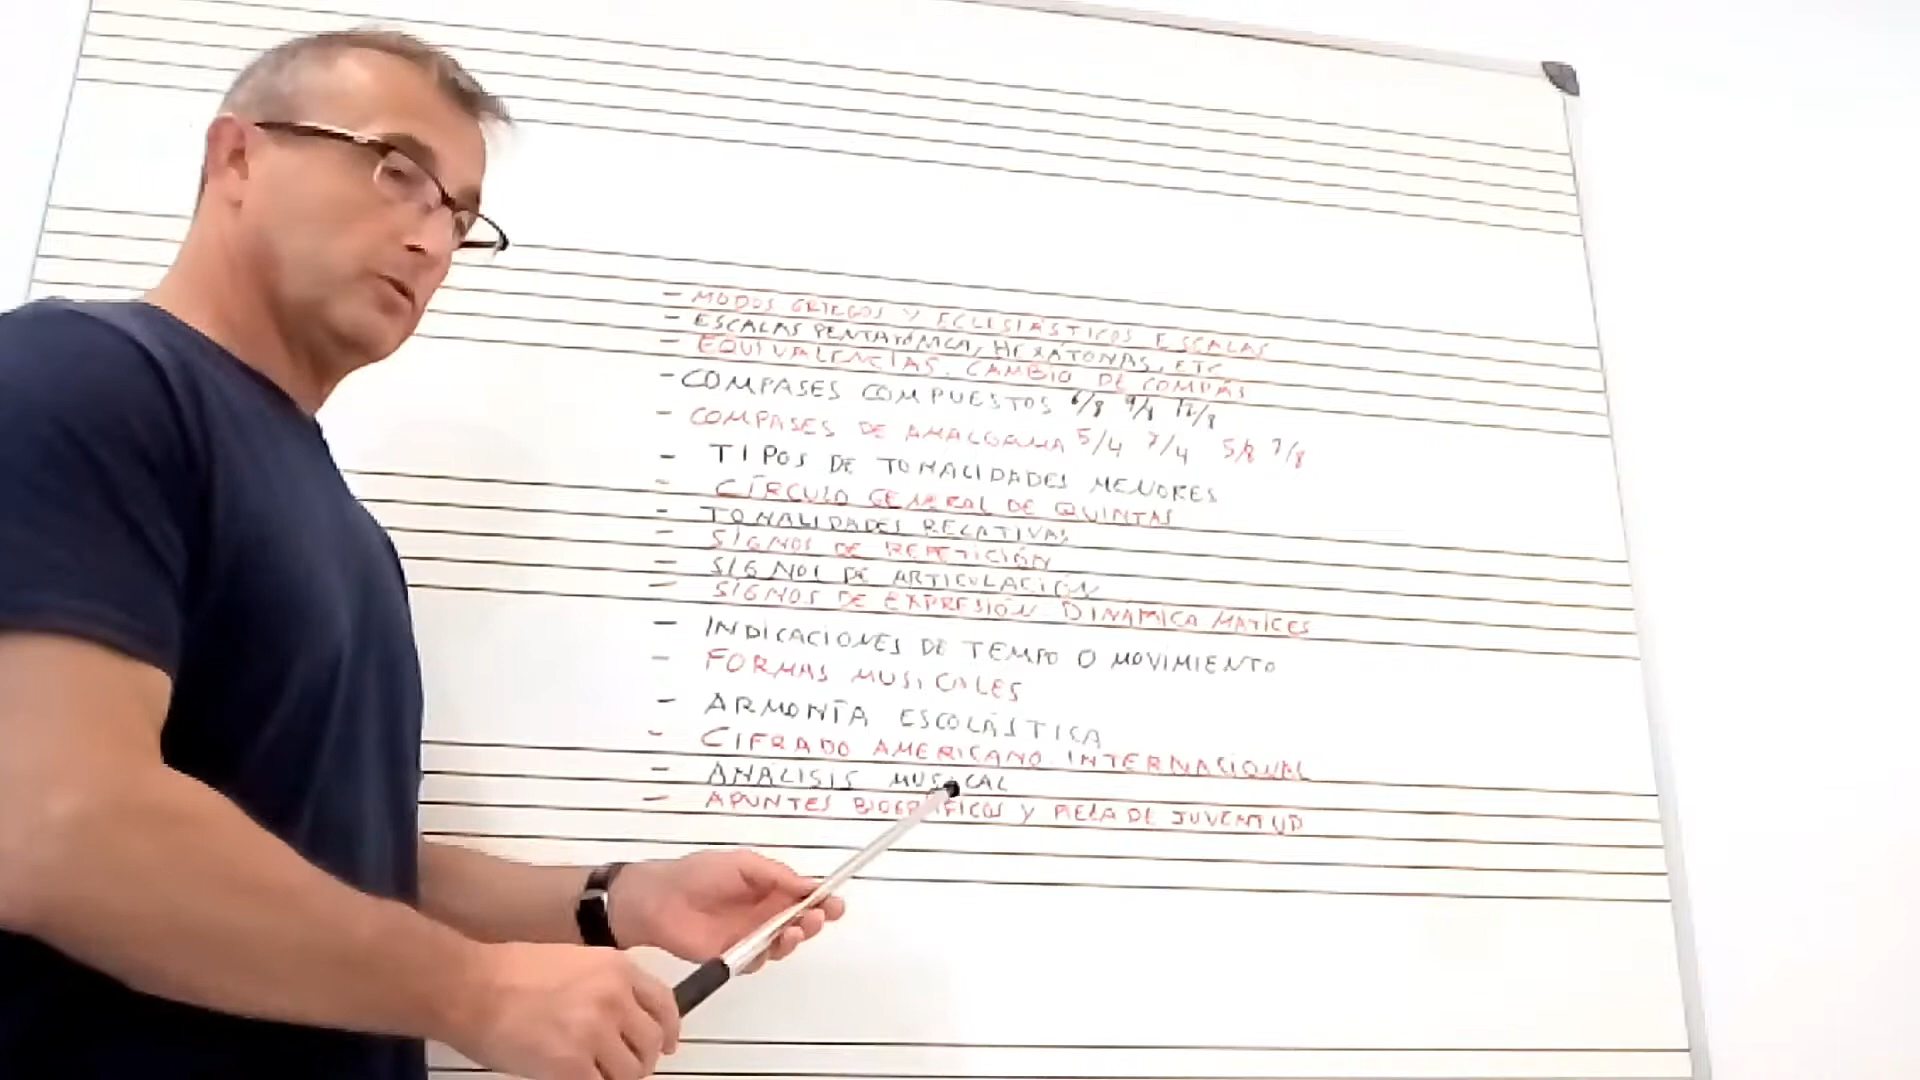 - MODOS GRIEGOS Y ECLESIÁSTICOS ESCALAS
- ESCALAS PENTATÓNICA, HEXÁTONAS, ETC
- EQUIVALENCIAS. CAMBIO DE COMPÁS
- COMPASES COMPUESTOS 6/8 9/8 12/8
- COMPASES DE AMALGAMA 5/4 7/4 5/8 7/8
- TIPOS DE TONALIDADES MENORES
- CÍRCULO GENERAL DE QUINTAS
- TONALIDADES RELATIVAS
- SIGNOS DE REPETICIÓN
- SIGNOS DE ARTICULACIÓN
- SIGNOS DE EXPRESIÓN. DINAMICA MATICES
- INDICACIONES DE TEMPO O MOVIMIENTO
- FORMAS MUSICALES
- ARMONÍA ESCOLÁSTICA
- CIFRADO AMERICANO. INTERNACIONAL
- ANÁLISIS MUSICAL
- APUNTES BIOGRÁFICOS Y DE JUVENTUD